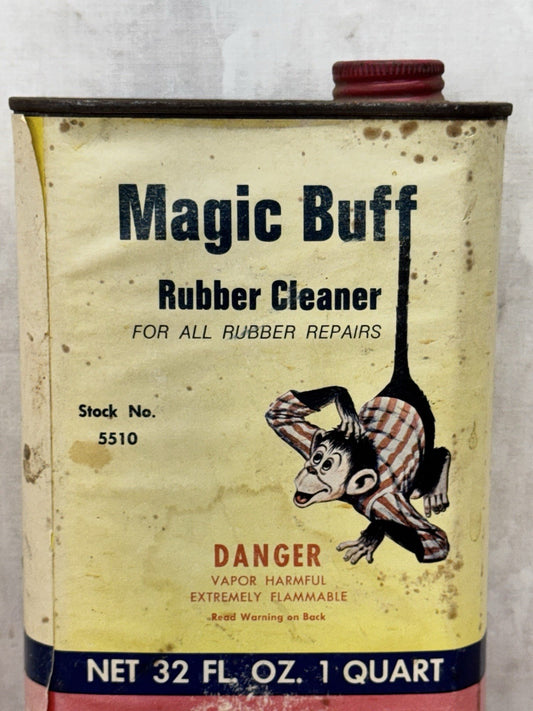 Magic Buff
Rubber Cleaner
FOR ALL RUBBER REPAIRS
Stock No.
5510
DANGER
VAPOR HARMFUL
EXTREMELY FLAMMABLE
Read Warning on Back
NET 32 FL. OZ. 1 QUART